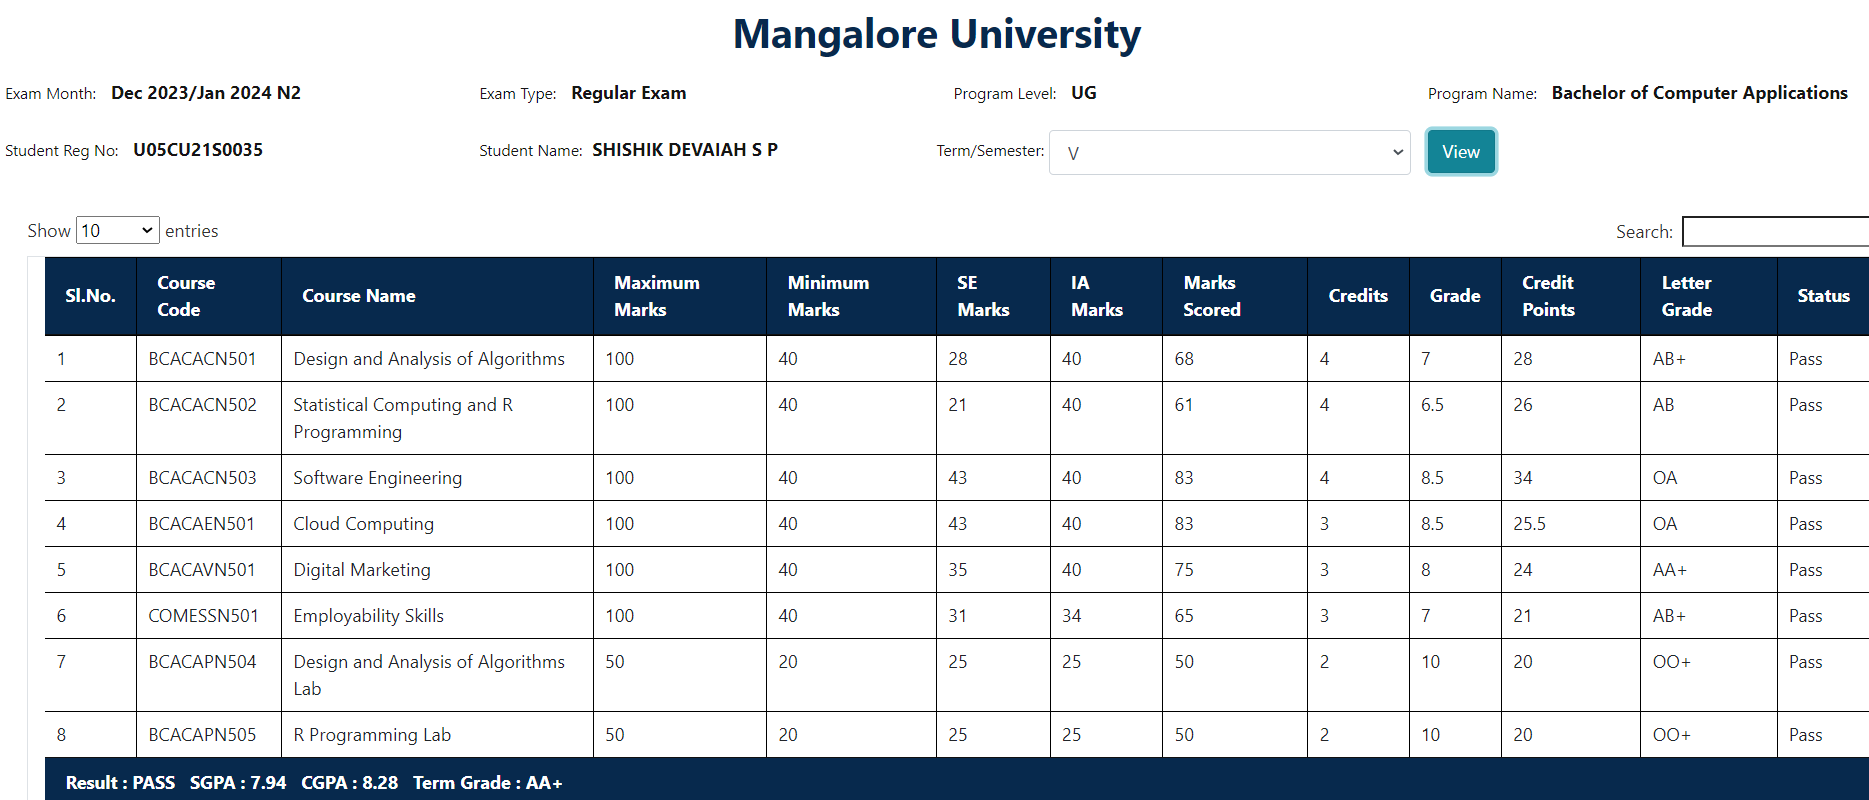 Mangalore University
Exam Month: Dec 2023/Jan 2024 N2 Exam Type: Regular Exam Program Level: UG Program Name: Bachelor of Computer Applications
Student Reg No: U05CU21S0035 Student Name: SHISHIK DEVAIAH S P Term/Semester: V View
Show 10 entries Search:
Sl.No. Course Code Course Name Maximum Marks Minimum Marks SE Marks IA Marks Marks Scored Credits Grade Credit Points Letter Grade Status
1 BCACACN501 Design and Analysis of Algorithms 100 40 28 40 68 4 7 28 AB+ Pass
2 BCACACN502 Statistical Computing and R Programming 100 40 21 40 61 4 6.5 26 AB Pass
3 BCACACN503 Software Engineering 100 40 43 40 83 4 8.5 34 OA Pass
4 BCACAEN501 Cloud Computing 100 40 43 40 83 3 8.5 25.5 OA Pass
5 BCACAVN501 Digital Marketing 100 40 35 40 75 3 8 24 AA+ Pass
6 COMESSN501 Employability Skills 100 40 31 34 65 3 7 21 AB+ Pass
7 BCACAPN504 Design and Analysis of Algorithms Lab 50 20 25 25 50 2 10 20 OO+ Pass
8 BCACAPN505 R Programming Lab 50 20 25 25 50 2 10 20 OO+ Pass
Result : PASS SGPA : 7.94 CGPA : 8.28 Term Grade : AA+